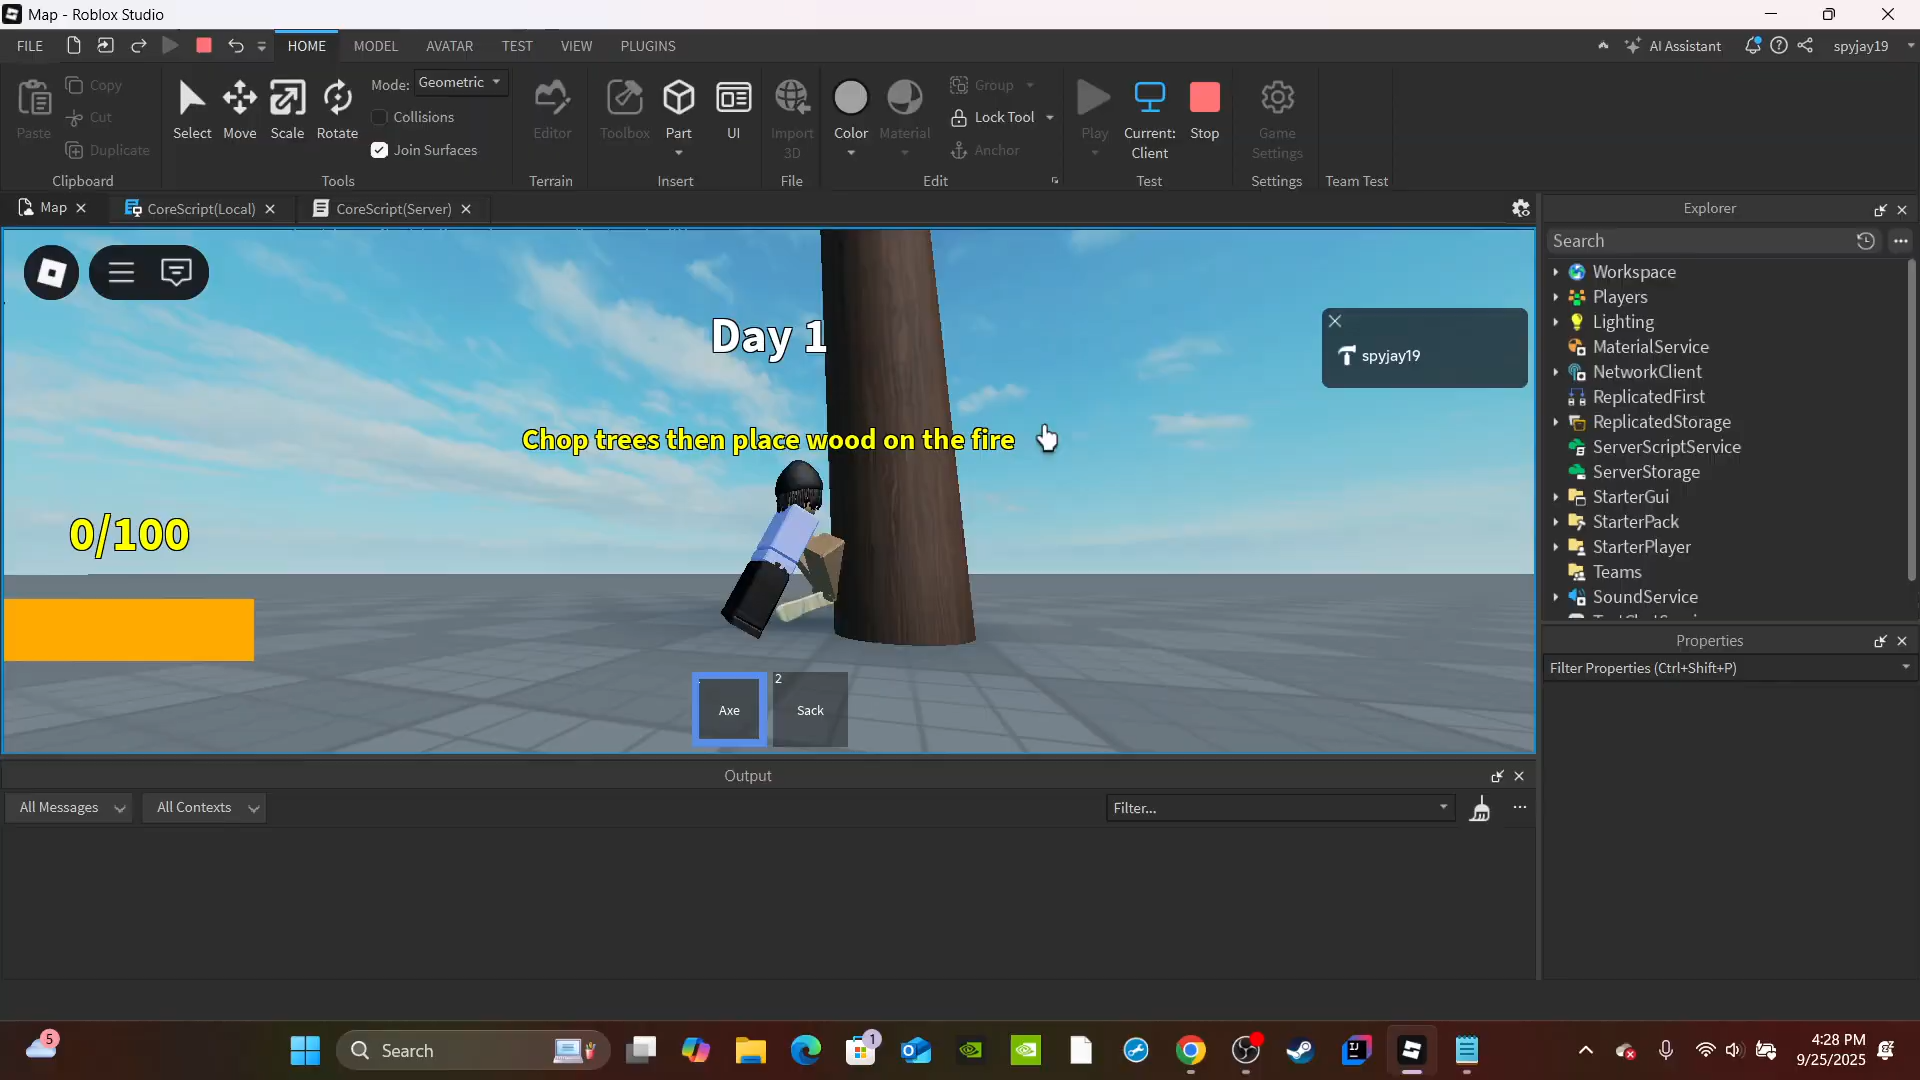 Map - Roblox Studio
FILE
HOME
MODEL
AVATAR
TEST
VIEW
PLUGINS
AI Assistant
spyjay19
Paste
Copy
Cut
Duplicate
Clipboard
Select
Move
Scale
Rotate
Mode: Geometric
Collisions
Join Surfaces
Tools
Editor
Terrain
Toolbox
Part
UI
Insert
Import
3D
File
Color
Material
Group
Lock Tool
Anchor
Edit
Play
Current:
Client
Stop
Test
Game
Settings
Settings
Team Test
Map
CoreScript(Local)
CoreScript(Server)
Day 1
Chop trees then place wood on the fire
0/100
spyjay19
Axe
2
Sack
Explorer
Search
Workspace
Players
Lighting
MaterialService
NetworkClient
ReplicatedFirst
ReplicatedStorage
ServerScriptService
ServerStorage
StarterGui
StarterPack
StarterPlayer
Teams
SoundService
Properties
Filter Properties (Ctrl+Shift+P)
Output
All Messages
All Contexts
Filter...
5
Search
1
4:28 PM
9/25/2025